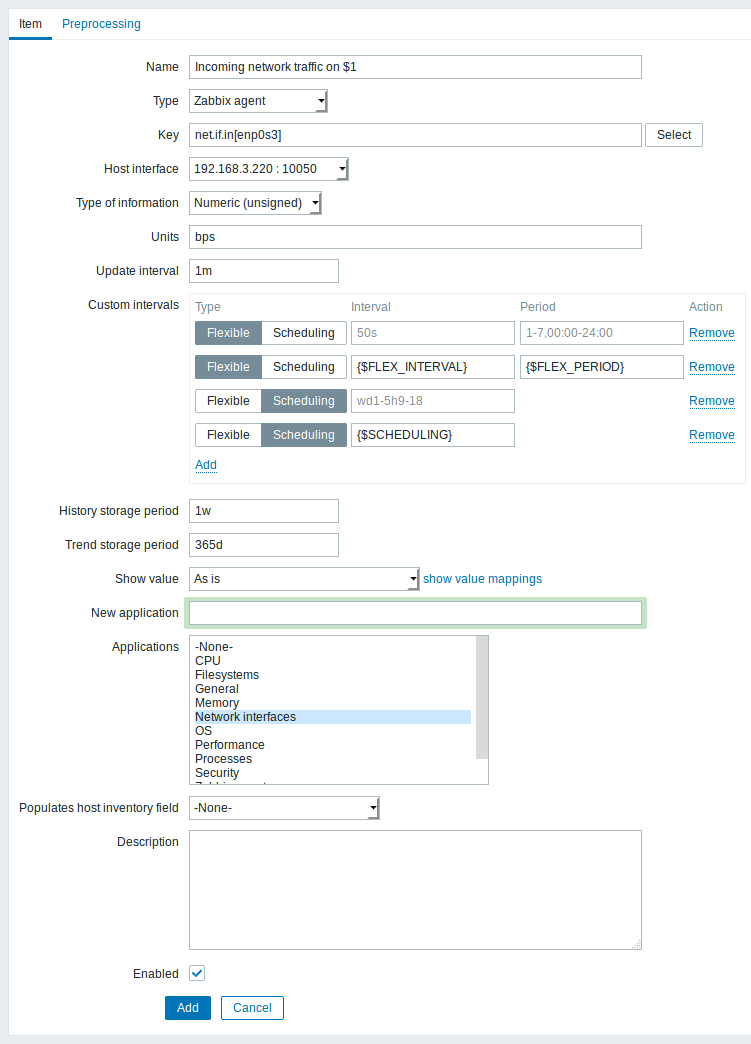 Item Preprocessing
Name Incoming network traffic on $1
Type Zabbix agent
Key net.if.in[enp0s3] Select
Host interface 192.168.3.220 : 10050
Type of information Numeric (unsigned)
Units bps
Update interval 1m
Custom intervals Type Interval Period Action
Flexible Scheduling 50s 1-7,00:00-24:00 Remove
Flexible Scheduling {$FLEX_INTERVAL} {$FLEX_PERIOD} Remove
Flexible Scheduling wd1-5h9-18 Remove
Flexible Scheduling {$SCHEDULING} Remove
Add
History storage period 1w
Trend storage period 365d
Show value As is show value mappings
New application
Applications -None-
CPU
Filesystems
General
Memory
Network interfaces
OS
Performance
Processes
Security
Populates host inventory field -None-
Description
Enabled
Add Cancel